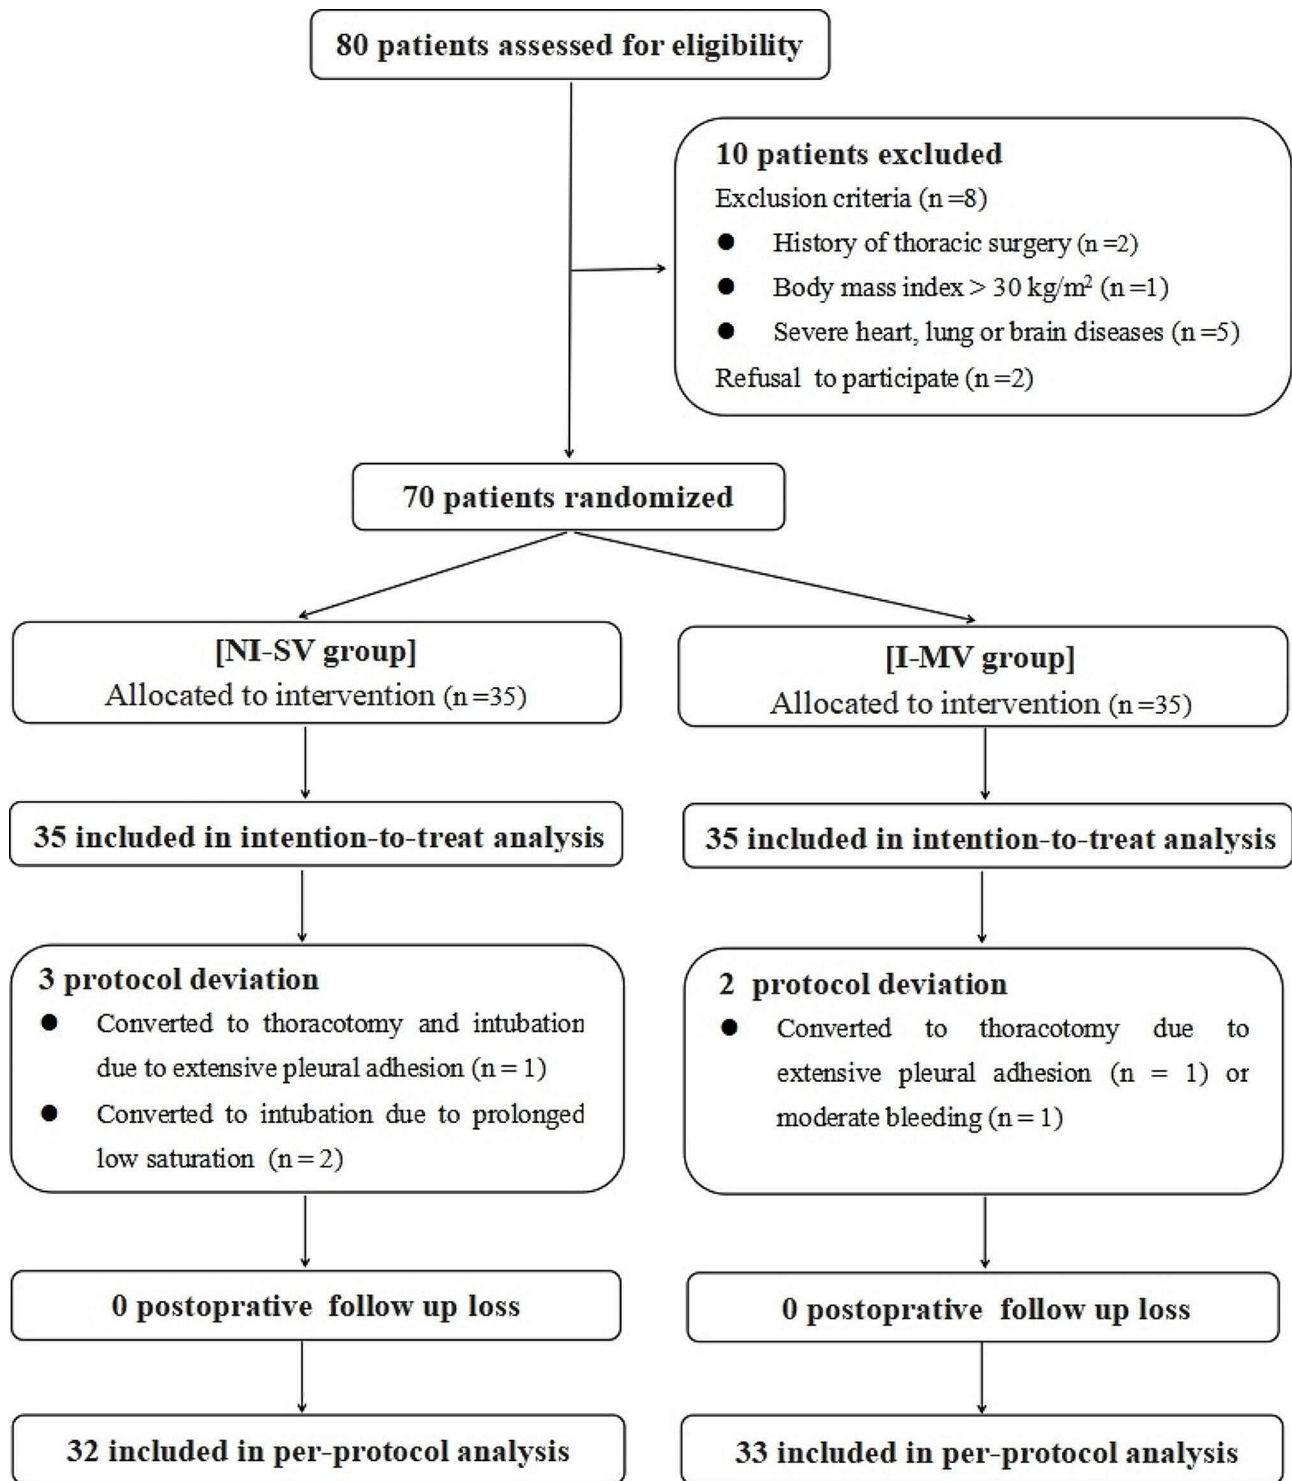 80 patients assessed for eligibility
10 patients excluded
Exclusion criteria (n =8)
● History of thoracic surgery (n =2)
● Body mass index > 30 kg/m² (n =1)
● Severe heart, lung or brain diseases (n =5)
Refusal to participate (n =2)
70 patients randomized
[NI-SV group]
Allocated to intervention (n =35)
[I-MV group]
Allocated to intervention (n =35)
35 included in intention-to-treat analysis
35 included in intention-to-treat analysis
3 protocol deviation
● Converted to thoracotomy and intubation
due to extensive pleural adhesion (n = 1)
● Converted to intubation due to prolonged
low saturation (n = 2)
2 protocol deviation
● Converted to thoracotomy due to
extensive pleural adhesion (n = 1) or
moderate bleeding (n = 1)
0 postoprative follow up loss
0 postoprative follow up loss
32 included in per-protocol analysis
33 included in per-protocol analysis